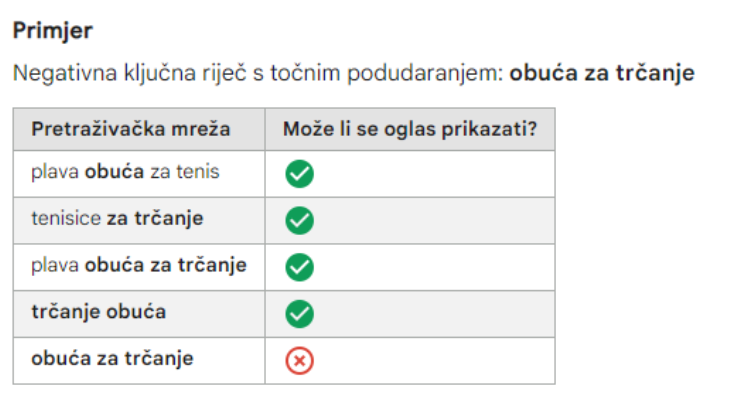 Primjer
Negativna ključna riječ s točnim podudaranjem: obuća za trčanje
Pretraživačka mreža Može li se oglas prikazati?
plava obuća za tenis
tenisice za trčanje
plava obuća za trčanje
trčanje obuća
obuća za trčanje